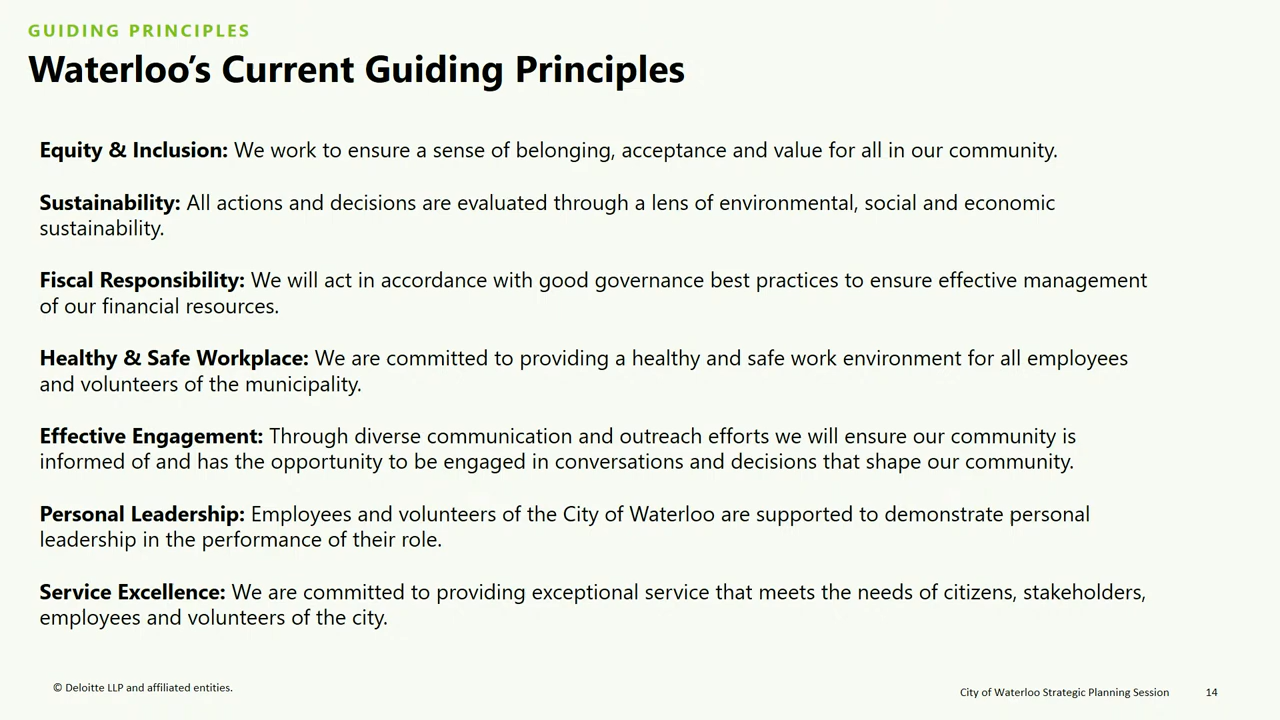 GUIDING PRINCIPLES
Waterloo’s Current Guiding Principles
Equity & Inclusion: We work to ensure a sense of belonging, acceptance and value for all in our community.
Sustainability: All actions and decisions are evaluated through a lens of environmental, social and economic
sustainability.
Fiscal Responsibility: We will act in accordance with good governance best practices to ensure effective management
of our financial resources.
Healthy & Safe Workplace: We are committed to providing a healthy and safe work environment for all employees
and volunteers of the municipality.
Effective Engagement: Through diverse communication and outreach efforts we will ensure our community is
informed of and has the opportunity to be engaged in conversations and decisions that shape our community.
Personal Leadership: Employees and volunteers of the City of Waterloo are supported to demonstrate personal
leadership in the performance of their role.
Service Excellence: We are committed to providing exceptional service that meets the needs of citizens, stakeholders,
employees and volunteers of the city.
© Deloitte LLP and affiliated entities.
City of Waterloo Strategic Planning Session 14